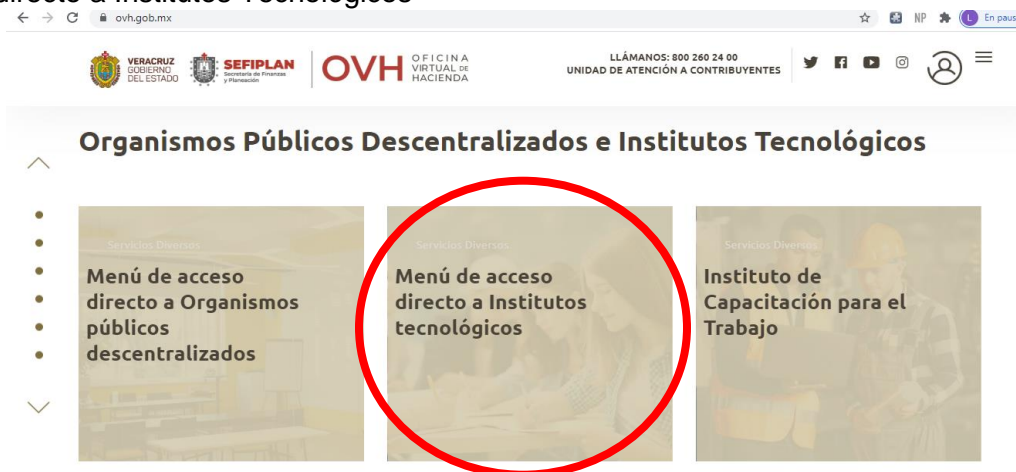 directo a Institutos Tecnológicos
ovh.gob.mx
NP
L
En paus
VERACRUZ
GOBIERNO
DEL ESTADO
SEFIPLAN
Secretaría de Finanzas
y Planeación
OVH
OFICINA
VIRTUAL DE
HACIENDA
LLÁMANOS: 800 260 24 00
UNIDAD DE ATENCIÓN A CONTRIBUYENTES
Organismos Públicos Descentralizados e Institutos Tecnológicos
Servicios Diversos
Menú de acceso
directo a Organismos
públicos
descentralizados
Servicios Diversos
Menú de acceso
directo a Institutos
tecnológicos
Servicios Diversos
Instituto de
Capacitación para el
Trabajo